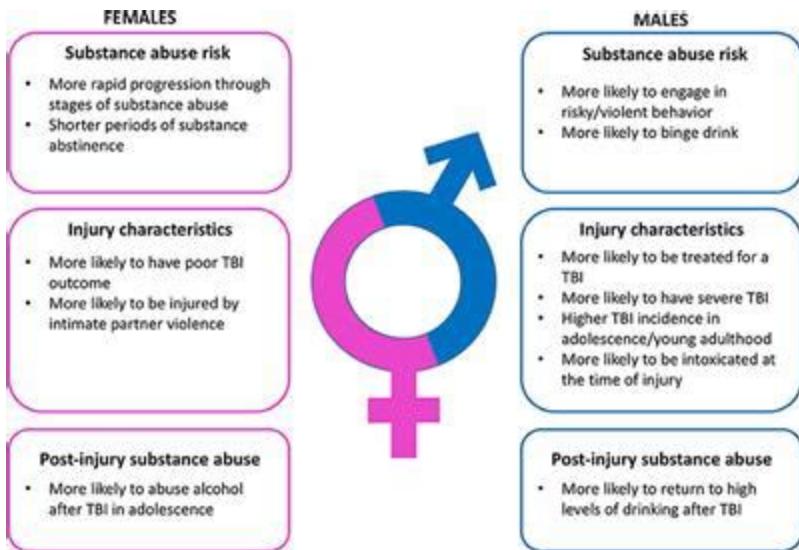 FEMALES
Substance abuse risk
• More rapid progression through
stages of substance abuse
• Shorter periods of substance
abstinence
Injury characteristics
• More likely to have poor TBI
outcome
• More likely to be injured by
intimate partner violence
Post-injury substance abuse
• More likely to abuse alcohol
after TBI in adolescence
MALES
Substance abuse risk
• More likely to engage in
risky/violent behavior
• More likely to binge drink
Injury characteristics
• More likely to be treated for a
TBI
• More likely to have severe TBI
• Higher TBI incidence in
adolescence/young adulthood
• More likely to be intoxicated at
the time of injury
Post-injury substance abuse
• More likely to return to high
levels of drinking after TBI